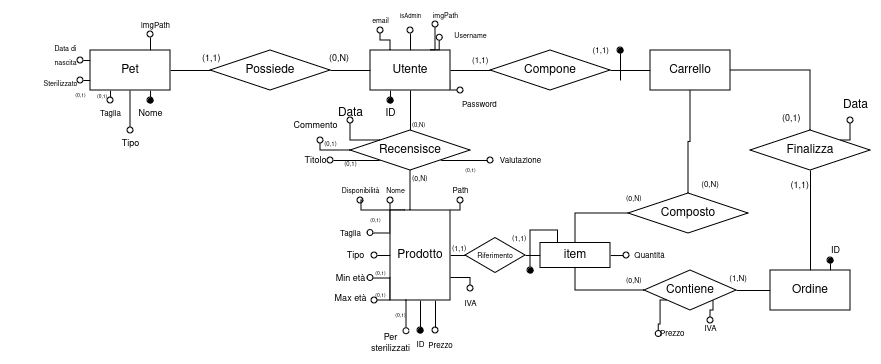 imgPath
Data di
nascita
Sterilizzato
(0,1)
(0,1)
Pet
Taglia
Nome
Tipo
(1,1)
Possiede
(0,N)
email
isAdmin
imgPath
Username
Utente
ID
Password
(1,1)
Compone
(1,1)
Carrello
Data
Commento
(0,1)
Titolo
(0,1)
(0,N)
Recensisce
Valutazione
(0,1)
(0,N)
(0,1)
Data
Finalizza
(1,1)
Disponibilità
Nome
Path
(0,1)
Taglia
Tipo
Min età
(0,1)
Max età
(0,1)
Prodotto
IVA
(0,1)
Per
sterilizzati
ID
Prezzo
(1,1)
Riferimento
(1,1)
item
Quantità
(0,N)
(0,N)
Composto
(0,N)
Contiene
(1,N)
Prezzo
IVA
ID
Ordine